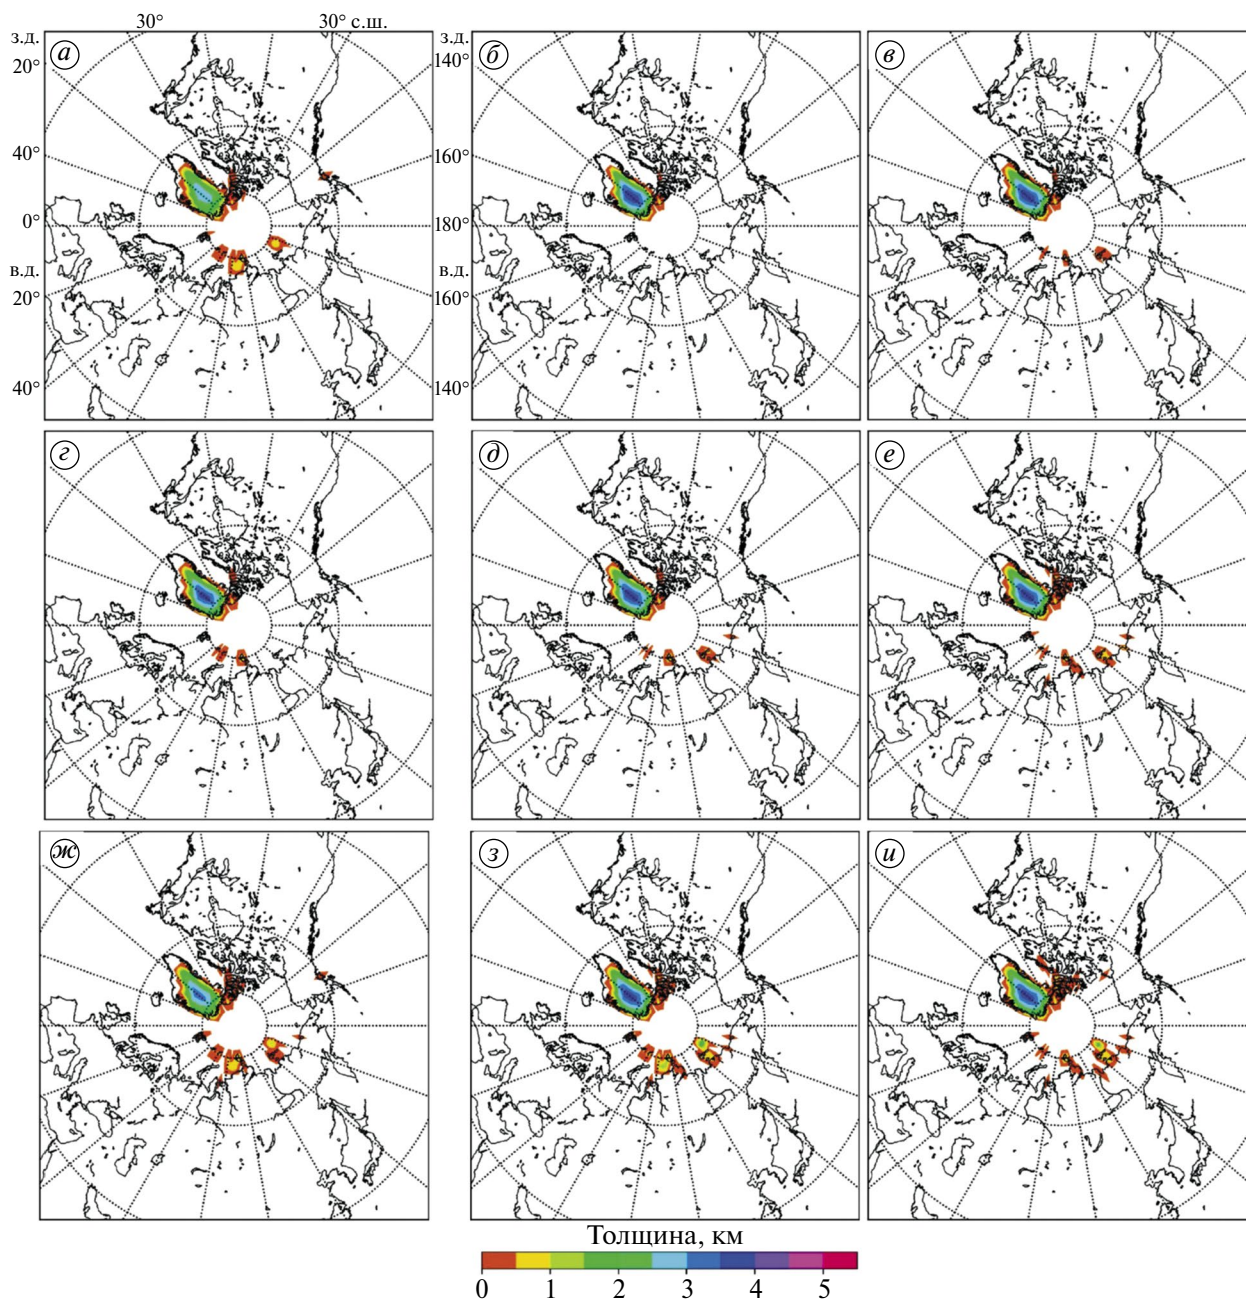 30° 30° с.ш.
з.д. а з.д. б в
20° 140°
40° 160°
0° 180°
в.д. в.д.
20° 160°
40° 140°
г д е
ж з и
Толщина, км
0 1 2 3 4 5